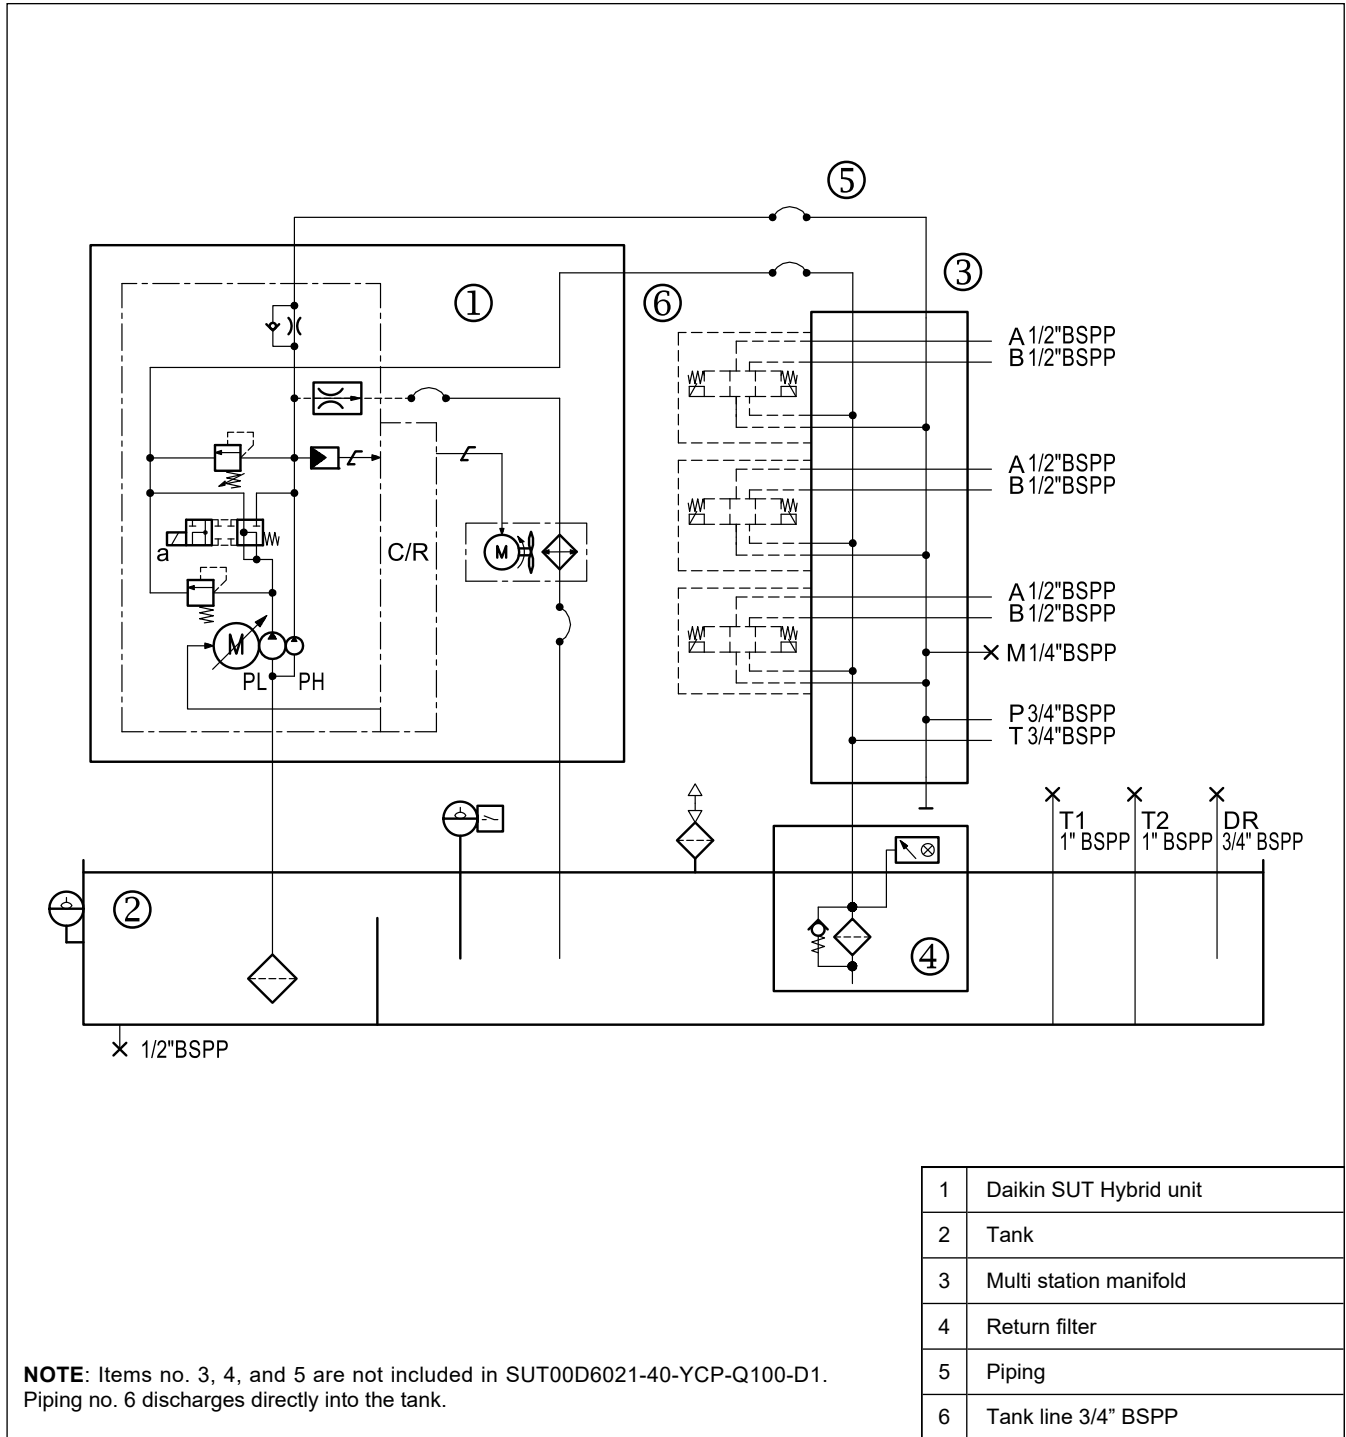 5
3
1
6
A 1/2"BSPP
B 1/2"BSPP
a
C/R
M
A 1/2"BSPP
B 1/2"BSPP
A 1/2"BSPP
B 1/2"BSPP
M
M 1/4"BSPP
PL PH
P 3/4"BSPP
T 3/4"BSPP
T1
1" BSPP
T2
1" BSPP
DR
3/4" BSPP
2
4
1/2"BSPP
1 Daikin SUT Hybrid unit
2 Tank
3 Multi station manifold
4 Return filter
5 Piping
6 Tank line 3/4” BSPP
NOTE: Items no. 3, 4, and 5 are not included in SUT00D6021-40-YCP-Q100-D1.
Piping no. 6 discharges directly into the tank.